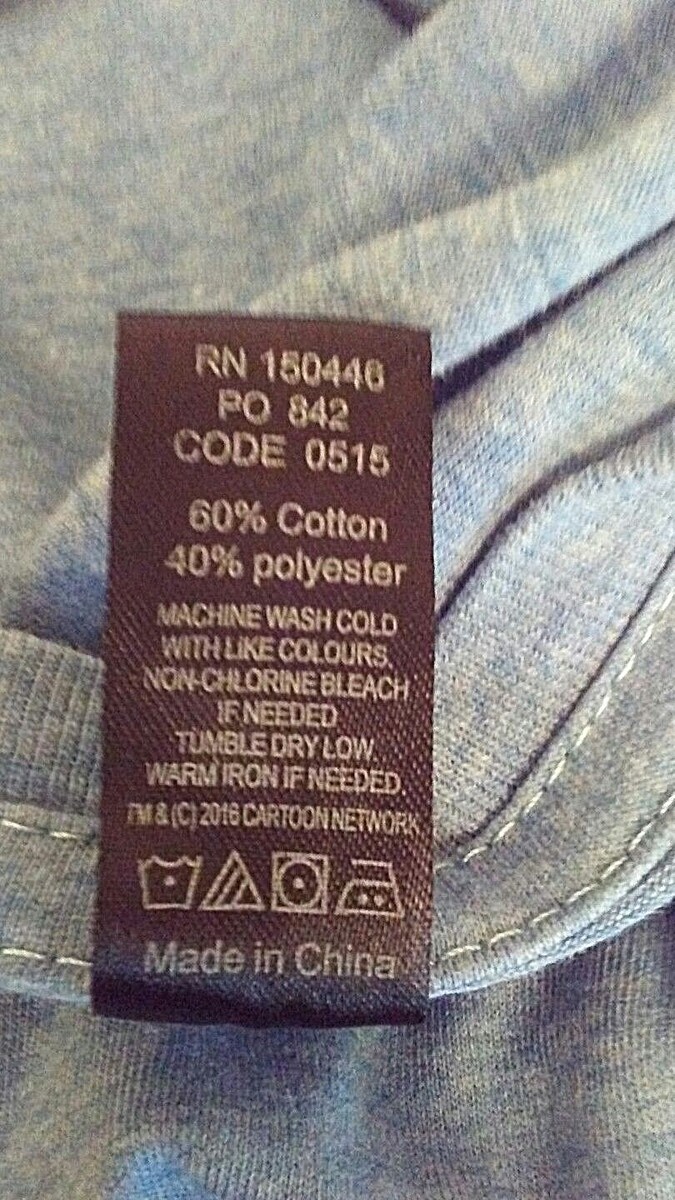 RN 150446
PO 842
CODE 0515
60% Cotton
40% polyester
MACHINE WASH COLD
WITH LIKE COLOURS.
NON-CHLORINE BLEACH
IF NEEDED
TUMBLE DRY LOW.
WARM IRON IF NEEDED.
TM & (C) 2016 CARTOON NETWORK
Made in China